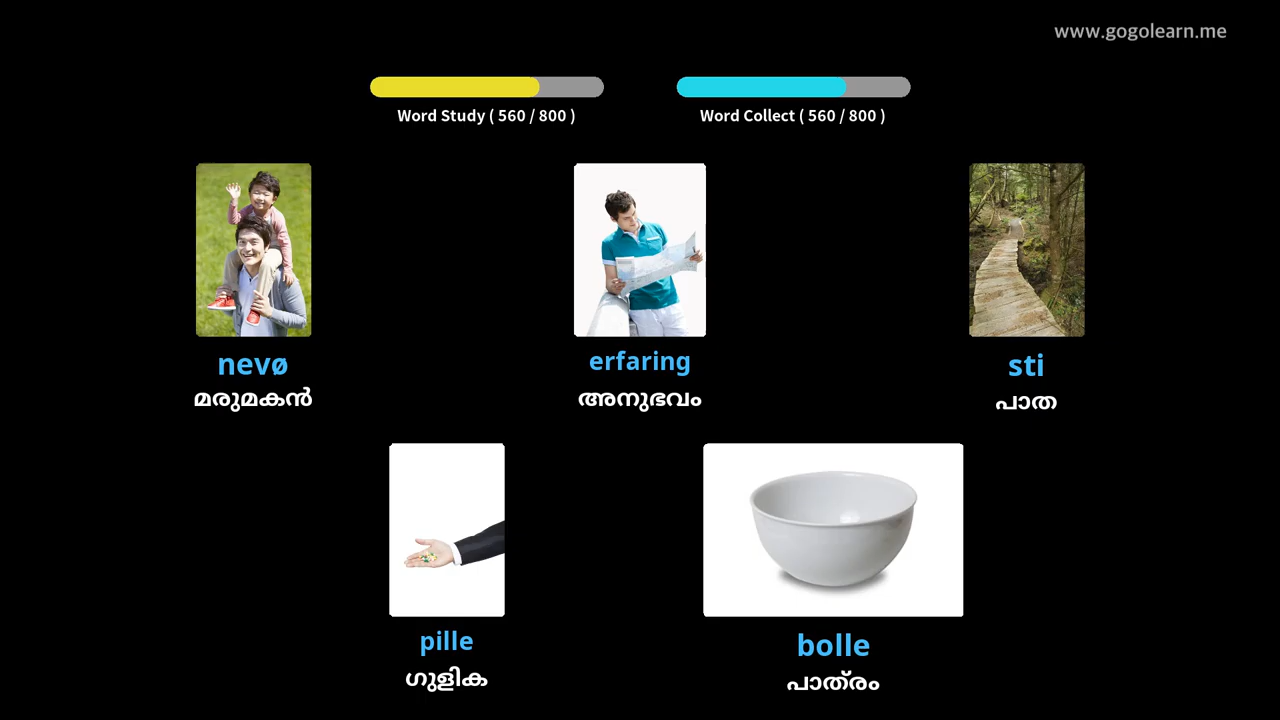 www.gogolearn.me
Word Study ( 560 / 800 )
Word Collect ( 560 / 800 )
nevø
മരുമകൻ
erfaring
അനുഭവം
sti
പാത
pille
ഗുളിക
bolle
പാത്രം